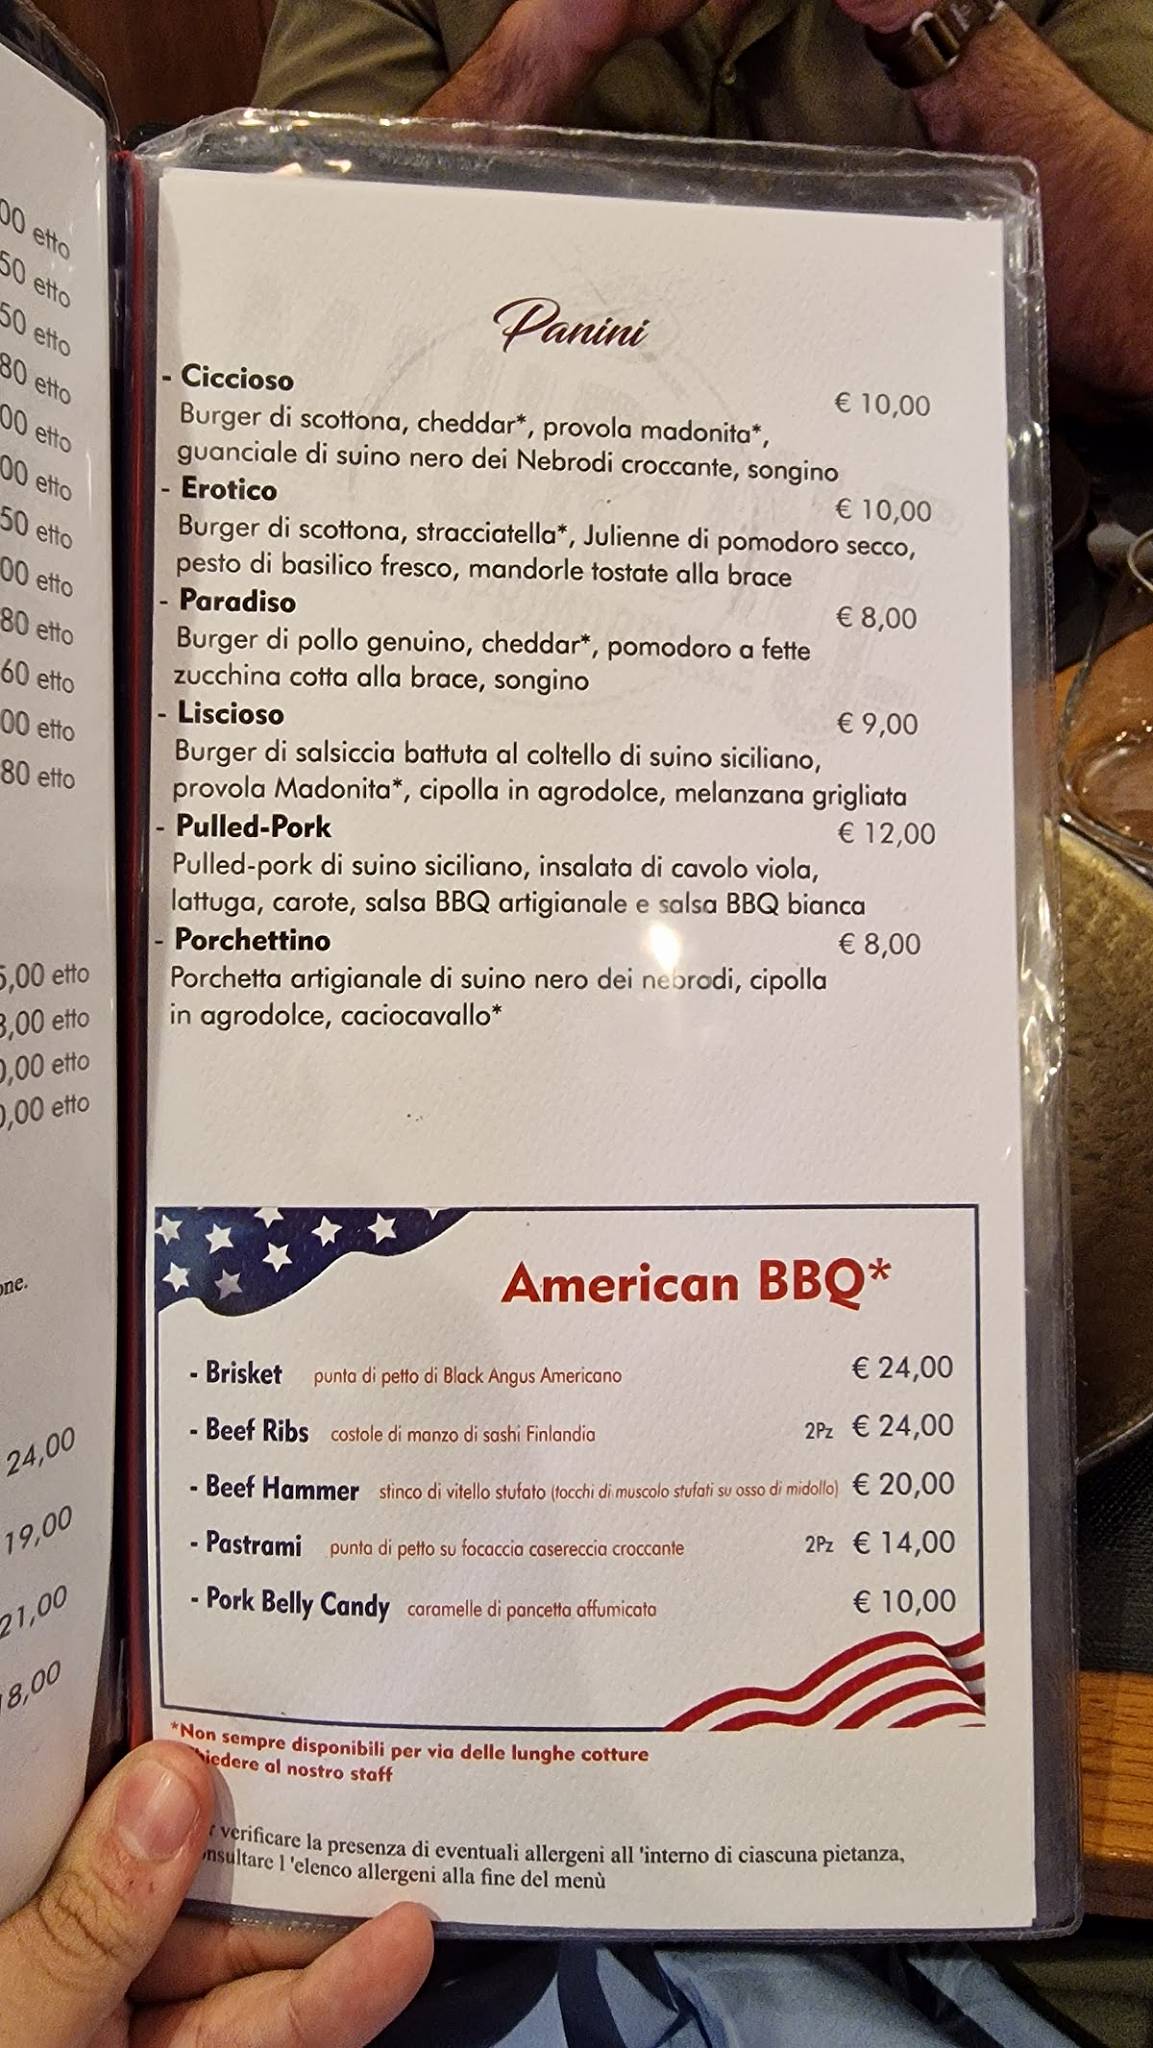 00 etto
50 etto
50 etto
80 etto
00 etto
00 etto
50 etto
00 etto
80 etto
60 etto
00 etto
80 etto
5,00 etto
3,00 etto
0,00 etto
0,00 etto
one.
24,00
19,00
21,00
18,00
Panini
- Ciccioso € 10,00
Burger di scottona, cheddar*, provola madonita*,
guanciale di suino nero dei Nebrodi croccante, songino
- Erotico € 10,00
Burger di scottona, stracciatella*, Julienne di pomodoro secco,
pesto di basilico fresco, mandorle tostate alla brace
- Paradiso € 8,00
Burger di pollo genuino, cheddar*, pomodoro a fette
zucchina cotta alla brace, songino
- Liscioso € 9,00
Burger di salsiccia battuta al coltello di suino siciliano,
provola Madonita*, cipolla in agrodolce, melanzana grigliata
- Pulled-Pork € 12,00
Pulled-pork di suino siciliano, insalata di cavolo viola,
lattuga, carote, salsa BBQ artigianale e salsa BBQ bianca
- Porchettino € 8,00
Porchetta artigianale di suino nero dei nebrodi, cipolla
in agrodolce, caciocavallo*
American BBQ*
- Brisket punta di petto di Black Angus Americano € 24,00
- Beef Ribs costole di manzo di sashi Finlandia 2Pz € 24,00
- Beef Hammer stinco di vitello stufato (tocchi di muscolo stufati su osso di midollo) € 20,00
- Pastrami punta di petto su focaccia casereccia croccante 2Pz € 14,00
- Pork Belly Candy caramelle di pancetta affumicata € 10,00
*Non sempre disponibili per via delle lunghe cotture
hiedere al nostro staff
r verificare la presenza di eventuali allergeni all 'interno di ciascuna pietanza,
nsultare l 'elenco allergeni alla fine del menù